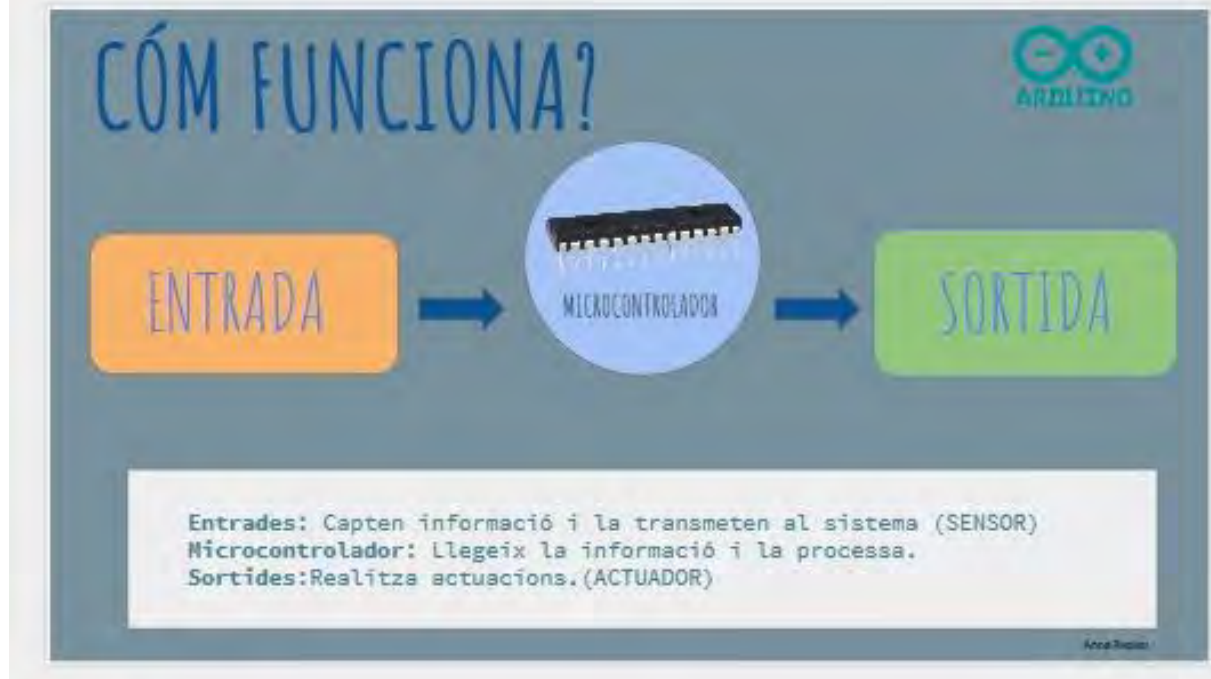 CÓM FUNCIONA?
ARDUINO
ENTRADA
MICROCONTROLADOR
SORTIDA
Entrades: Capten informació i la transmeten al sistema (SENSOR)
Microcontrolador: Llegeix la informació i la processa.
Sortides:Realitza actuacions.(ACTUADOR)
Anna